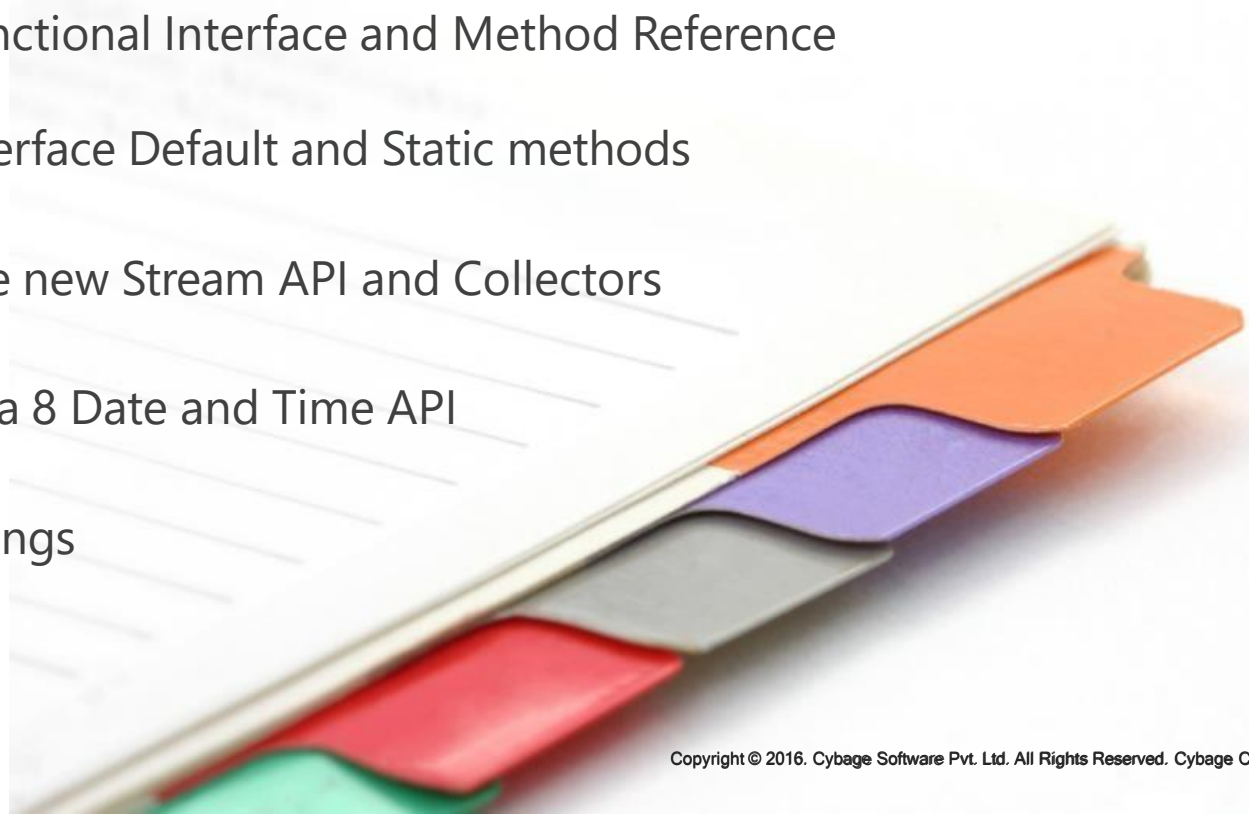 nctional Interface and Method Reference
erface Default and Static methods
e new Stream API and Collectors
a 8 Date and Time API
ngs
Copyright © 2016. Cybage Software Pvt. Ltd. All Rights Reserved. Cybage C